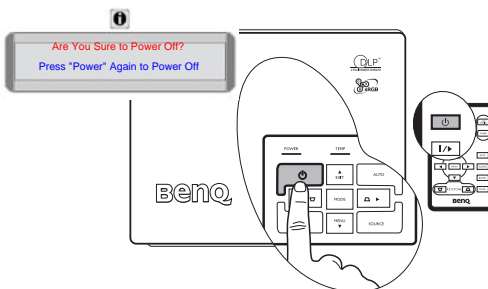 Are You Sure to Power Off?
Press "Power" Again to Power Off
DLP
sRGB
POWER
TEMP
EXIT
AUTO
MODE
MENU
SOURCE
BenQ
BenQ